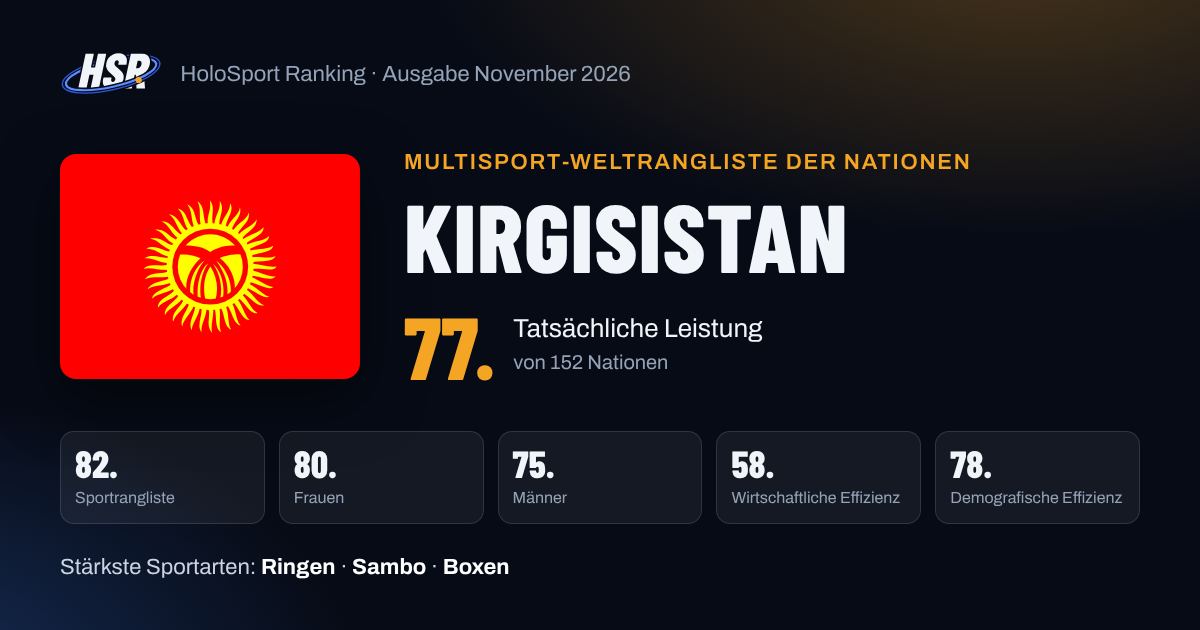 HSR
HoloSport Ranking · Ausgabe November 2026
MULTISPORT-WELTRANGLISTE DER NATIONEN
KIRGISISTAN
77.
Tatsächliche Leistung
von 152 Nationen
82.
Sportrangliste
80.
Frauen
75.
Männer
58.
Wirtschaftliche Effizienz
78.
Demografische Effizienz
Stärkste Sportarten: Ringen · Sambo · Boxen